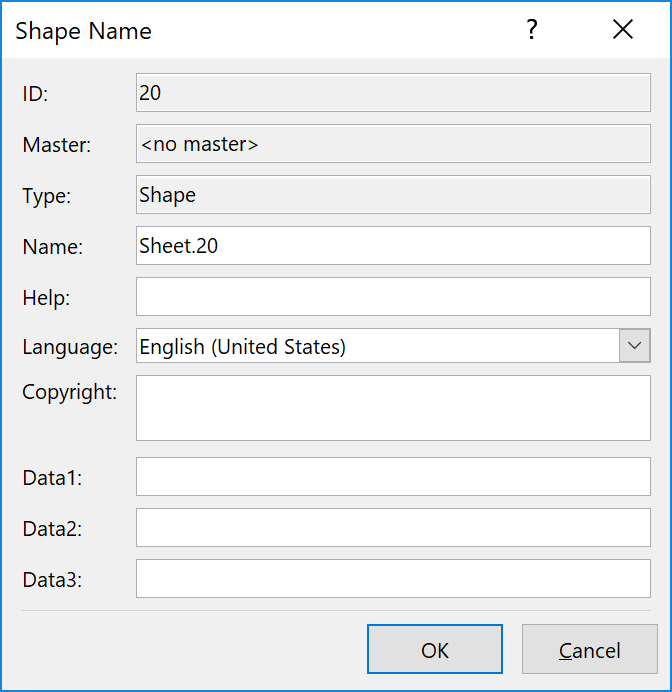 Shape Name ?
ID: 20
Master: <no master>
Type: Shape
Name: Sheet.20
Help:
Language: English (United States)
Copyright:
Data1:
Data2:
Data3:
OK Cancel